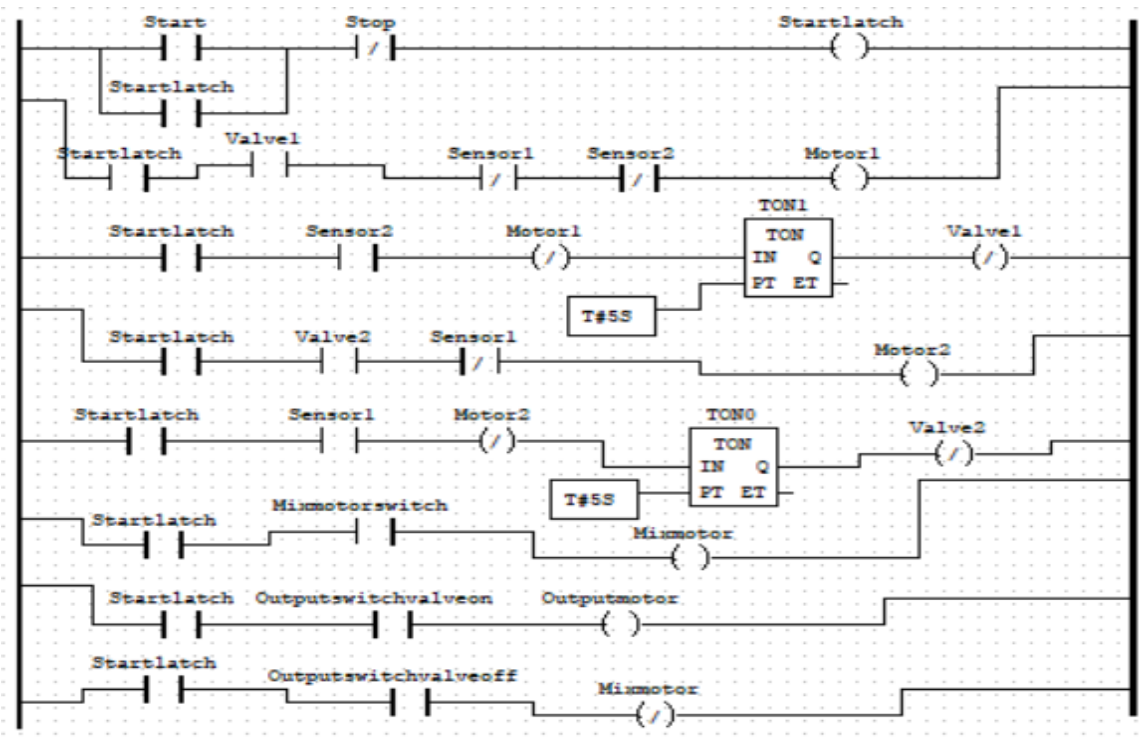 Start Stop Startlatch
Startlatch
Startlatch Valve1 Sensor1 Sensor2 Motor1
TON1
Startlatch Sensor2 Motor1 TON Valve1
IN Q
PT ET
T#5S
Startlatch Valve2 Sensor1 Motor2
TON0
Startlatch Sensor1 Motor2 TON Valve2
IN Q
PT ET
T#5S
Startlatch Mixmotorswitch Mixmotor
Startlatch Outputswitchvalveon Outputmotor
Startlatch Outputswitchvalveoff Mixmotor